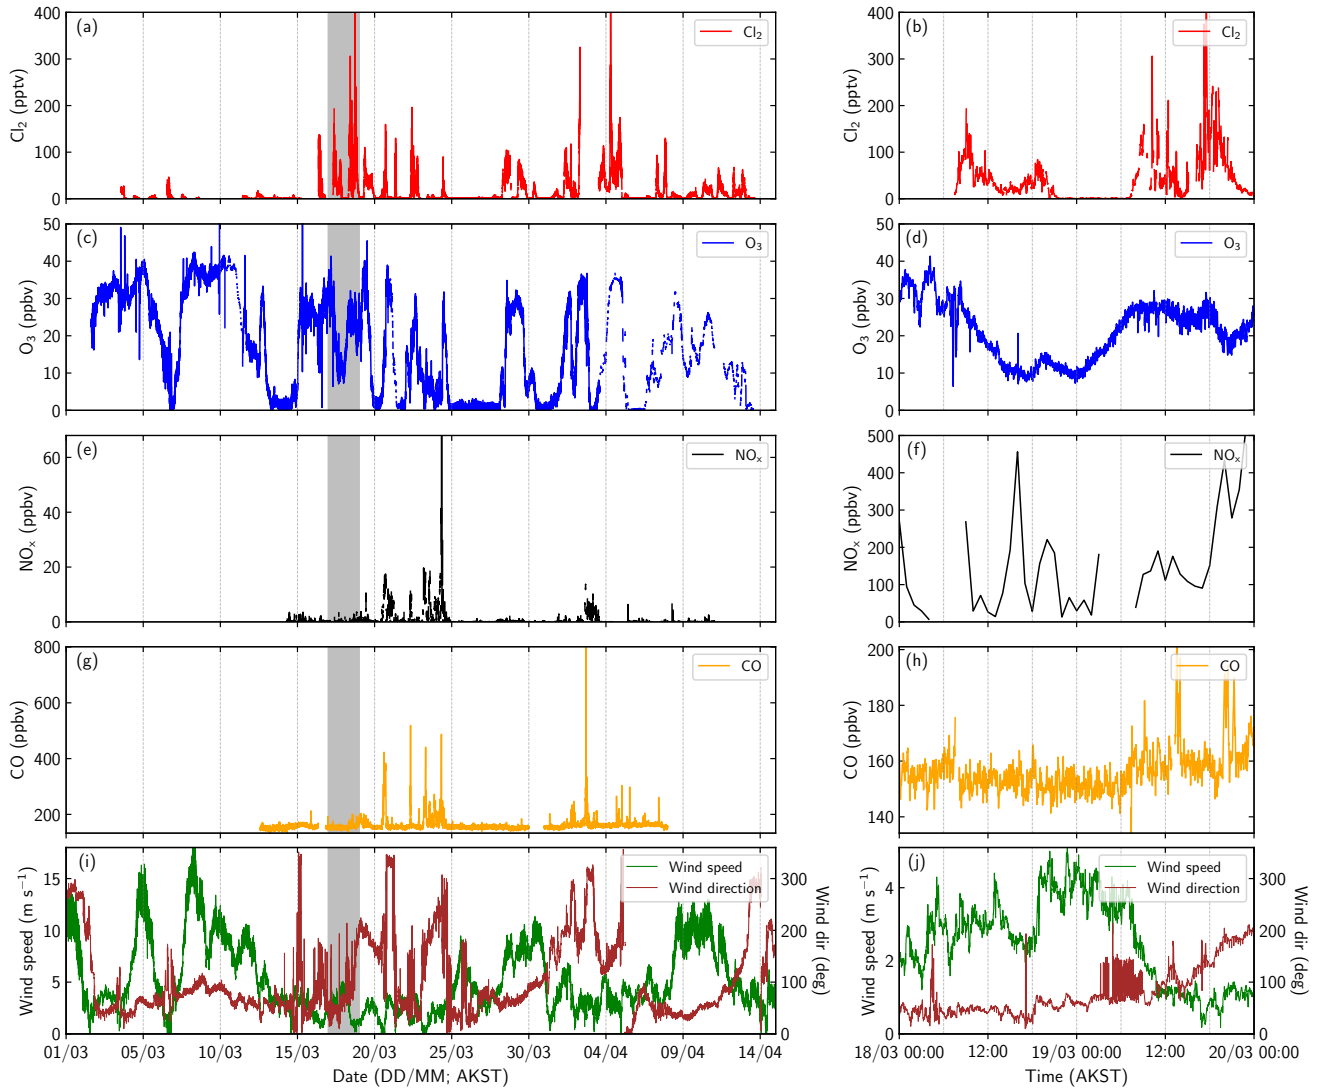 (a)
Cl₂
Cl₂ (pptv)
400
300
200
100
0
(b)
Cl₂
Cl₂ (pptv)
400
300
200
100
0
(c)
O₃
O₃ (ppbv)
50
40
30
20
10
0
(d)
O₃
O₃ (ppbv)
50
40
30
20
10
0
(e)
NOₓ
NOₓ (ppbv)
60
40
20
0
(f)
NOₓ
NOₓ (ppbv)
500
400
300
200
100
0
(g)
CO
CO (ppbv)
800
600
400
200
(h)
CO
CO (ppbv)
200
180
160
140
(i)
Wind speed
Wind direction
Wind speed (m s⁻¹)
15
10
5
0
300
200
100
0
Wind dir (deg)
01/03 05/03 10/03 15/03 20/03 25/03 30/03 04/04 09/04 14/04
Date (DD/MM; AKST)
(j)
Wind speed
Wind direction
Wind speed (m s⁻¹)
4
2
0
300
200
100
0
Wind dir (deg)
18/03 00:00 12:00 19/03 00:00 12:00 20/03 00:00
Time (AKST)